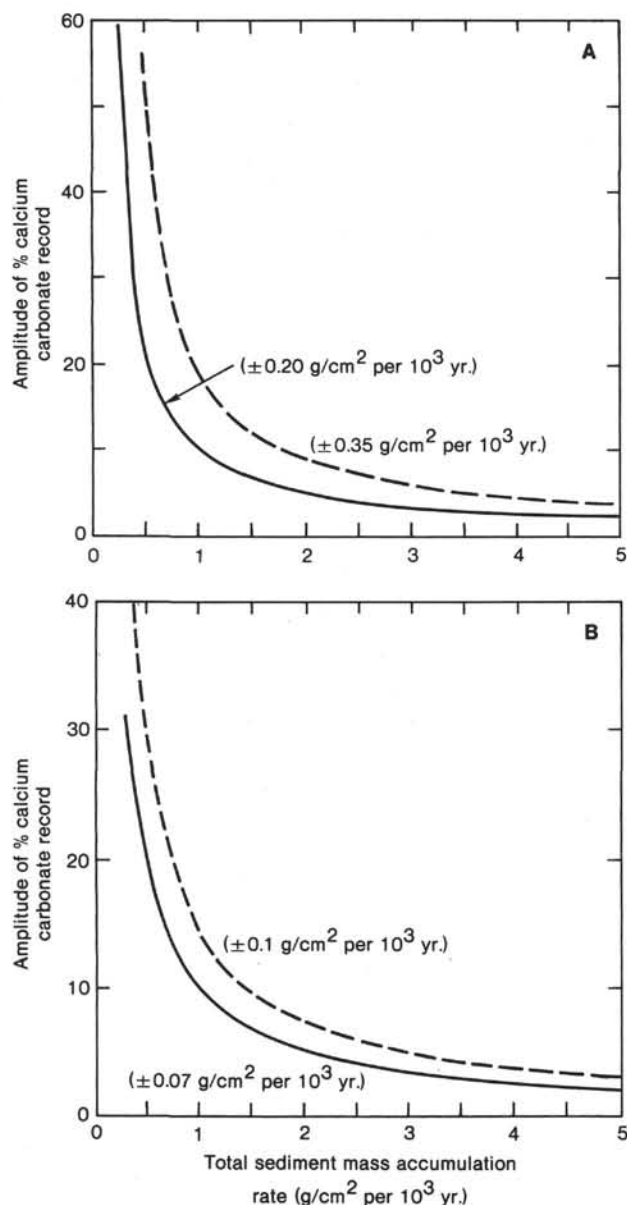 A
60
40
20
0
Amplitude of % calcium
carbonate record
(±0.20 g/cm² per 10³ yr.)
(±0.35 g/cm² per 10³ yr.)
0 1 2 3 4 5
B
40
30
20
10
0
Amplitude of % calcium
carbonate record
(±0.1 g/cm² per 10³ yr.)
(±0.07 g/cm² per 10³ yr.)
0 1 2 3 4 5
Total sediment mass accumulation
rate (g/cm² per 10³ yr.)